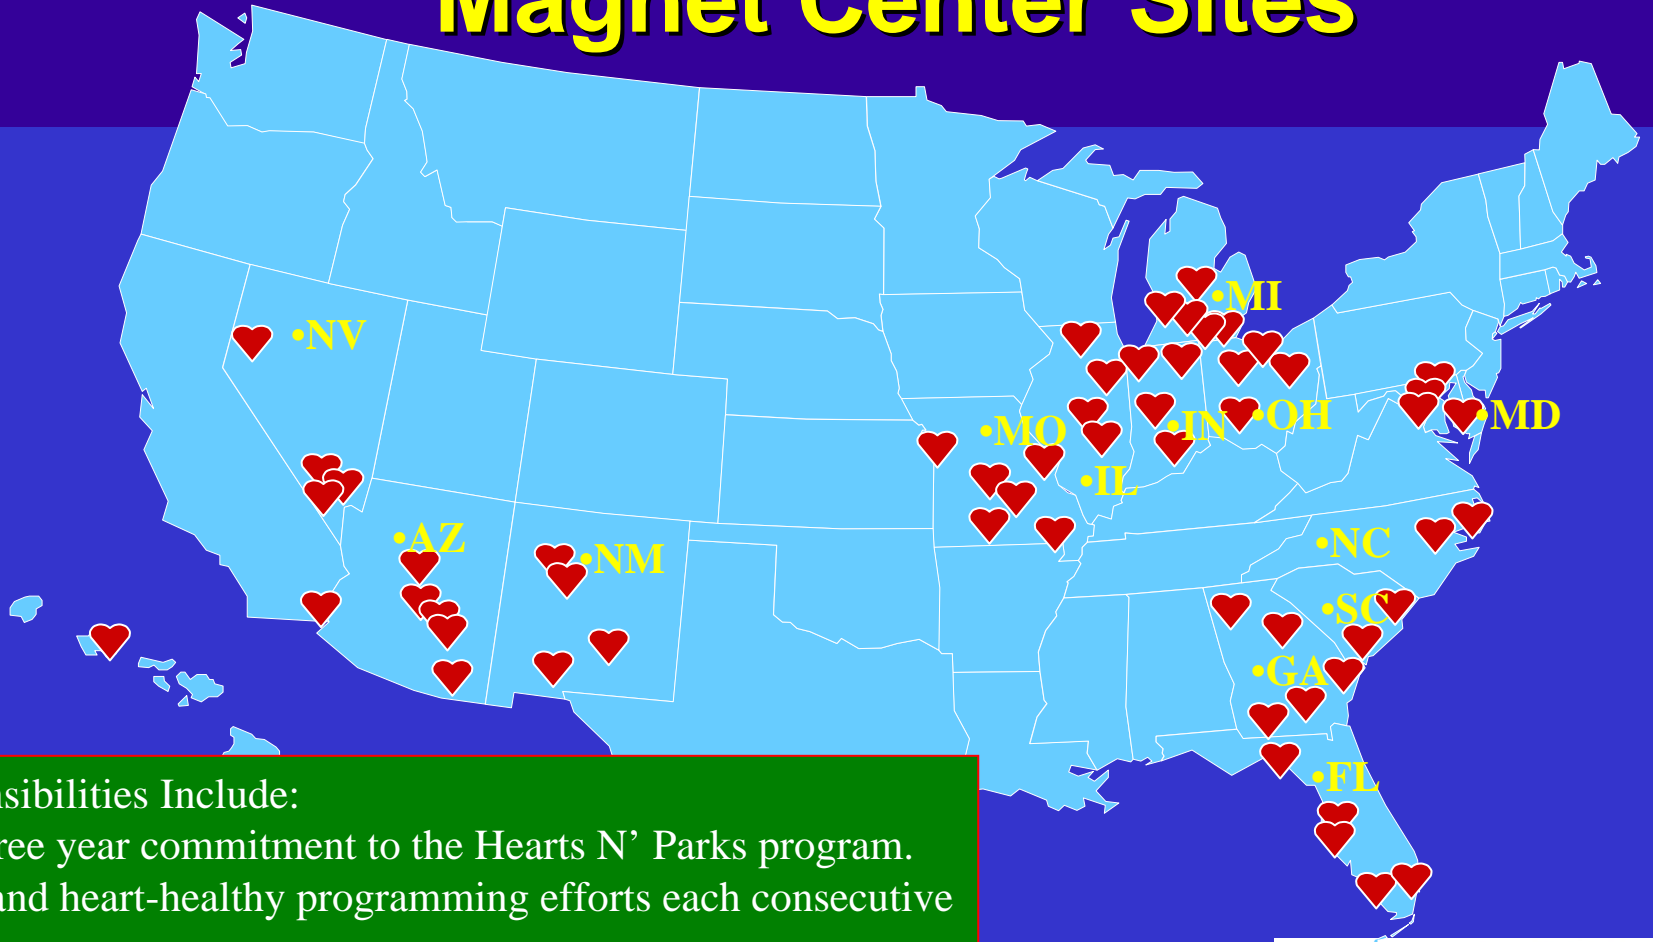 Magnet Center Sites
•MI
•NV
•MO
•IN
•OH
•MD
•IL
•AZ
•NM
•NC
•SC
•GA
•FL
sibilities Include:
ree year commitment to the Hearts N’ Parks program.
and heart-healthy programming efforts each consecutive